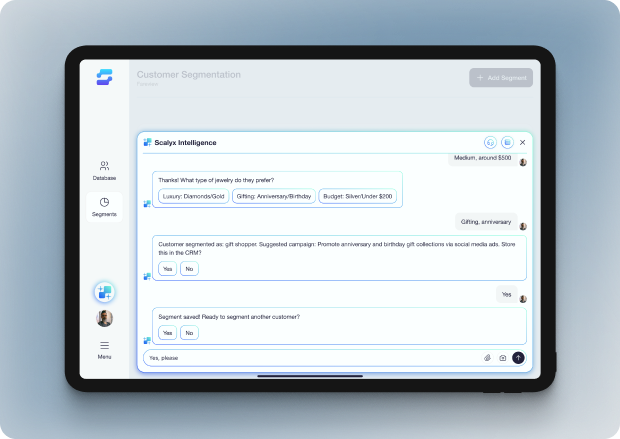 Customer Segmentation
+ Add Segment
Scalyx Intelligence
Medium, around $500
Thanks! What type of jewelry do they prefer?
Luxury: Diamonds/Gold
Gifting: Anniversary/Birthday
Budget: Silver/Under $200
Database
Segments
Gifting, anniversary
Customer segmented as: gift shopper. Suggested campaign: Promote anniversary and birthday gift collections via social media ads. Store
this in the CRM?
Yes
No
Yes
Segment saved! Ready to segment another customer?
Yes
No
Menu
Yes, please